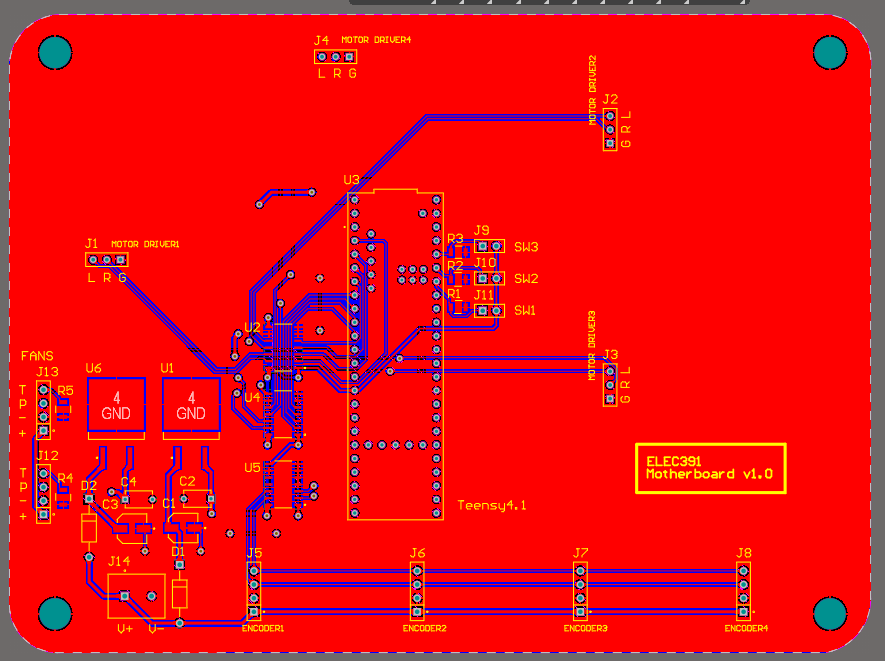 J4 MOTOR DRIVER4
L R G
MOTOR DRIVER2
J2
L
R
G
U3
J1 MOTOR DRIVER1
L R G
R3 J9 SW3
R2 J10 SW2
R1 J11 SW1
U2
MOTOR DRIVER3
J3
L
R
G
FANS
J13
T
P
-
+
R5
U6
4
GND
U1
4
GND
U4
J12
T
P
-
+
R4
U5
D2
C4
C3
C2
C1
D1
Teensy4.1
ELEC391
Motherboard v1.0
J14
V+ V-
J5 J6 J7 J8
ENCODER1 ENCODER2 ENCODER3 ENCODER4